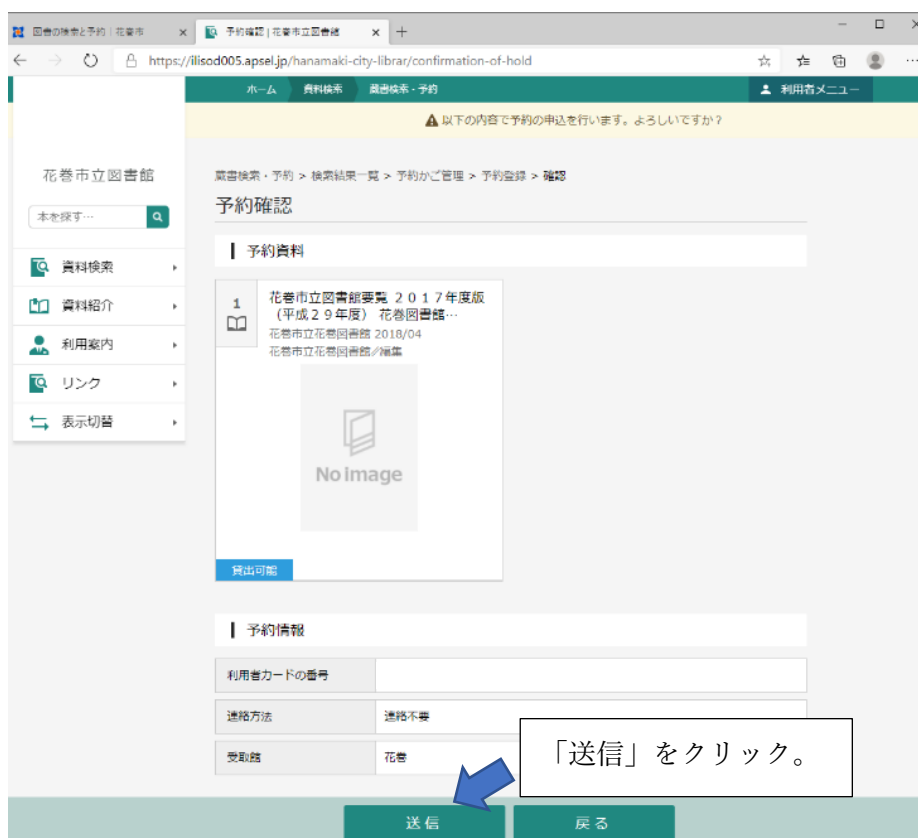 図書の検索と予約｜花巻市
予約確認 | 花巻市立図書館
https://ilisod005.apsel.jp/hanamaki-city-librar/confirmation-of-hold
ホーム 資料検索 蔵書検索・予約 利用者メニュー
以下の内容で予約の申込を行います。よろしいですか？
花巻市立図書館
本を探す…
資料検索
資料紹介
利用案内
リンク
表示切替
蔵書検索・予約 > 検索結果一覧 > 予約かご管理 > 予約登録 > 確認
予約確認
予約資料
1
花巻市立図書館要覧 ２０１７年度版
（平成２９年度） 花巻図書館…
花巻市立花巻図書館 2018/04
花巻市立花巻図書館∥編集
No image
貸出可能
予約情報
利用者カードの番号
連絡方法 連絡不要
受取館 花巻
「送信」をクリック。
送信 戻る